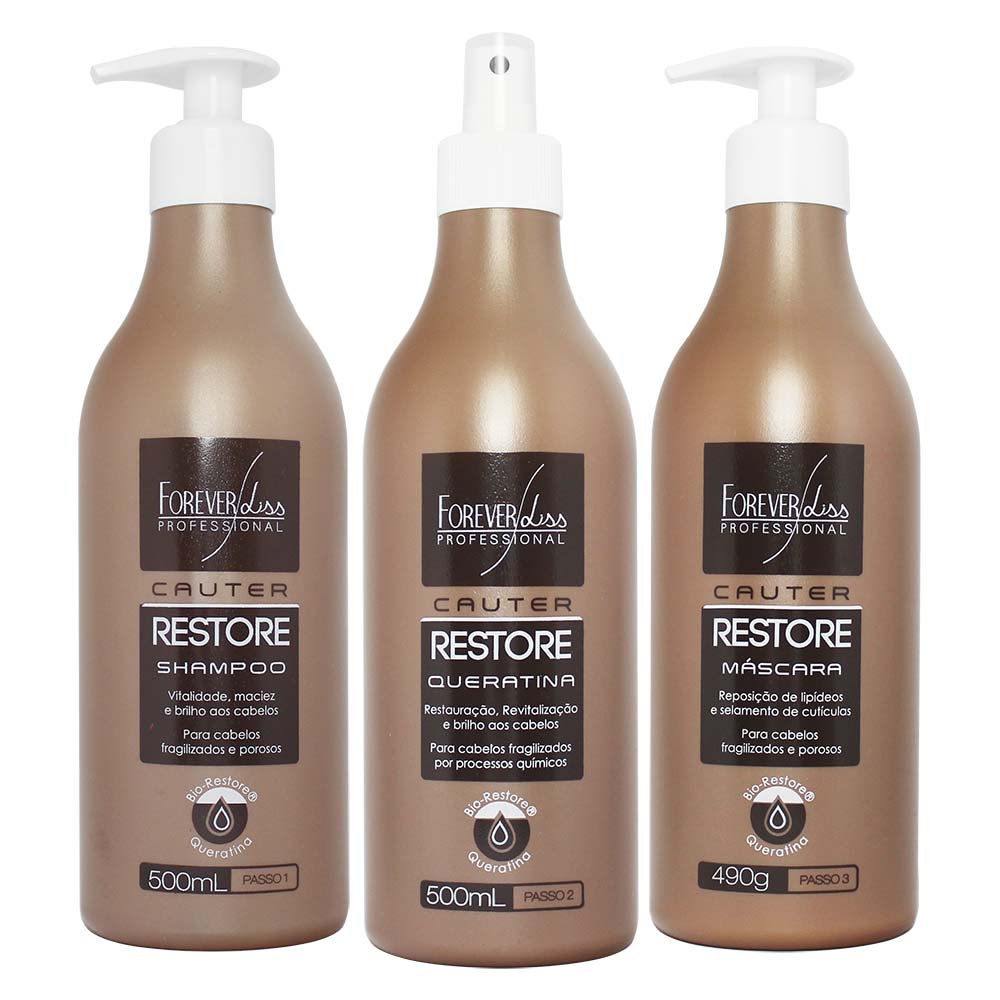 FOREVER Liss
PROFESSIONAL
CAUTER
RESTORE
SHAMPOO
Vitalidade, maciez
e brilho aos cabelos
Para cabelos
fragilizados e porosos
Bio-Restore®
Queratina
500mL PASSO 1
FOREVER Liss
PROFESSIONAL
CAUTER
RESTORE
QUERATINA
Restauração, Revitalização
e brilho aos cabelos
Para cabelos fragilizados
por processos químicos
Bio-Restore®
Queratina
500mL PASSO 2
FOREVER Liss
PROFESSIONAL
CAUTER
RESTORE
MÁSCARA
Reposição de lipídeos
e selamento de cutículas
Para cabelos
fragilizados e porosos
Bio-Restore®
Queratina
490g PASSO 3